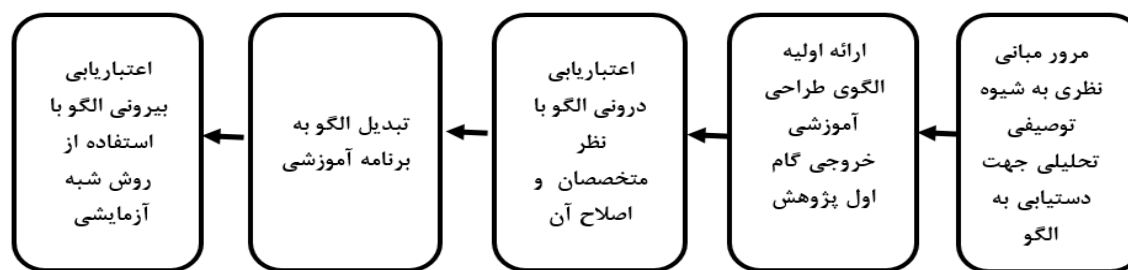 مرور مبانی
نظری به شیوه
توصیفی
تحلیلی جهت
دستیابی به
الگو
ارائه اولیه
الگوی طراحی
آموزشی
خروجی گام
اول پژوهش
اعتباریابی
درونی الگو با
نظر
متخصصان و
اصلاح آن
تبدیل الگو به
برنامه آموزشی
اعتباریابی
بیرونی الگو با
استفاده از
روش شبه
آزمایشی